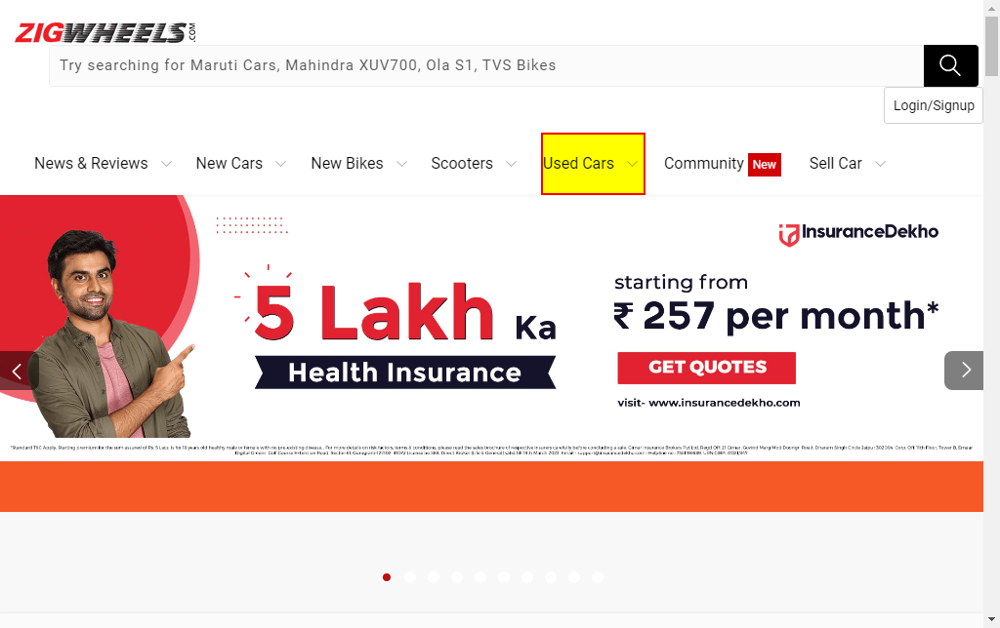 ZIGWHEELS.COM
Try searching for Maruti Cars, Mahindra XUV700, Ola S1, TVS Bikes
Login/Signup
News & Reviews New Cars New Bikes Scooters Used Cars Community New Sell Car
InsuranceDekho
5 Lakh Ka
Health Insurance
starting from
₹ 257 per month*
GET QUOTES
visit- www.insurancedekho.com